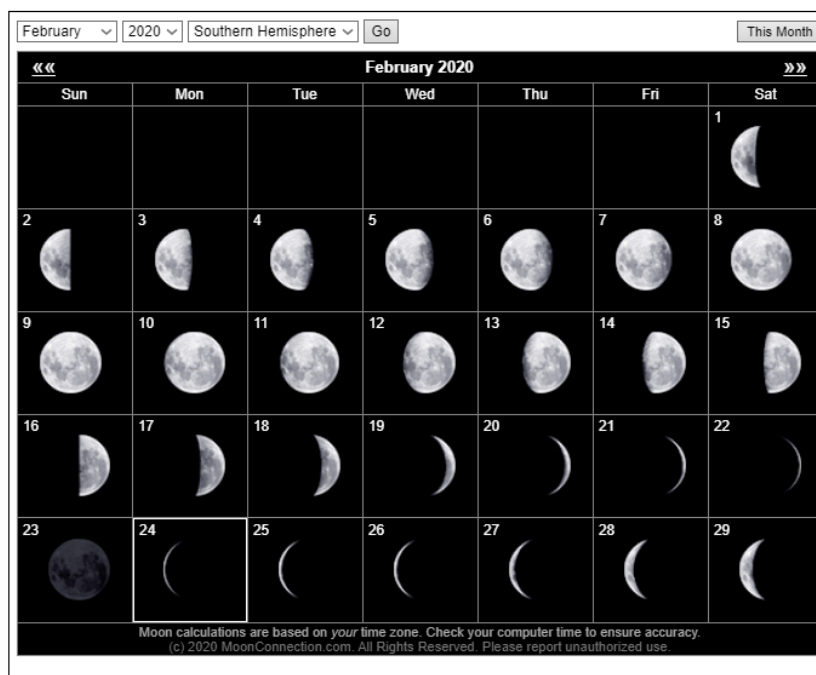 February 2020 Southern Hemisphere Go This Month
«« February 2020 »»
Sun Mon Tue Wed Thu Fri Sat
1
2 3 4 5 6 7 8
9 10 11 12 13 14 15
16 17 18 19 20 21 22
23 24 25 26 27 28 29
Moon calculations are based on your time zone. Check your computer time to ensure accuracy.
(c) 2020 MoonConnection.com. All Rights Reserved. Please report unauthorized use.